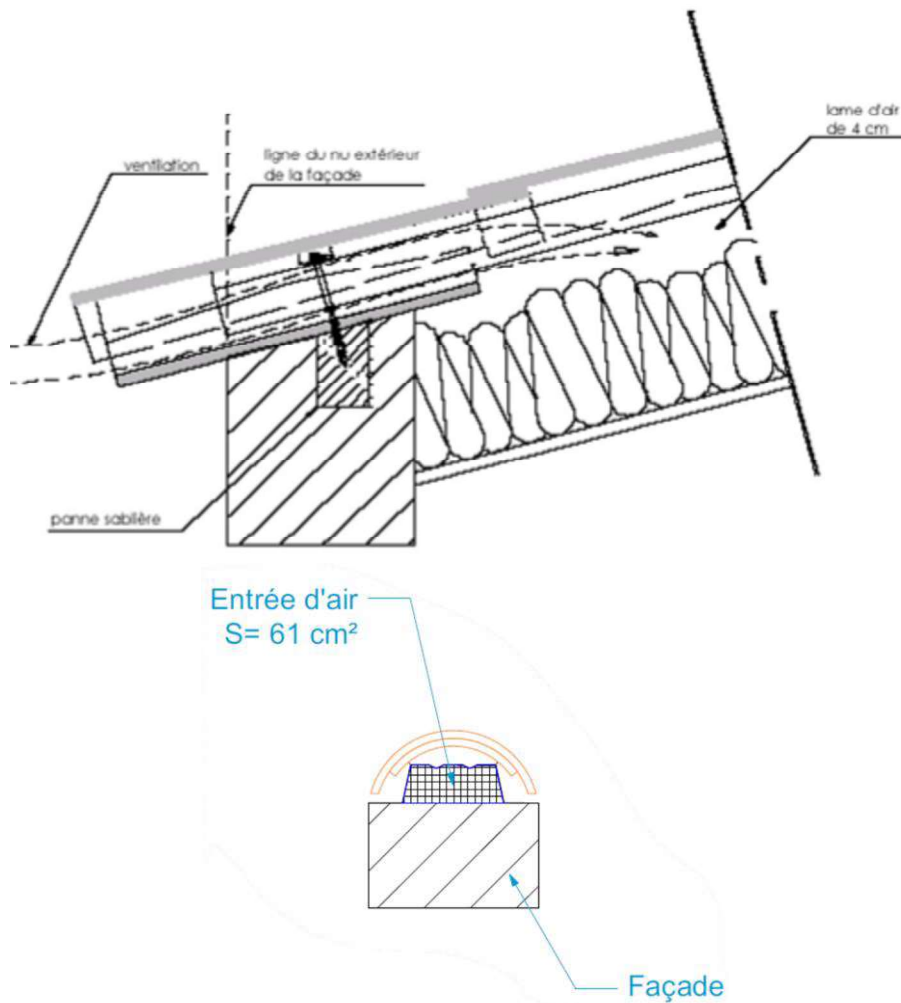 lame d'air
de 4 cm
ventilation
ligne du nu extérieur
de la façade
panne sablière
Entrée d'air
S= 61 cm²
Façade